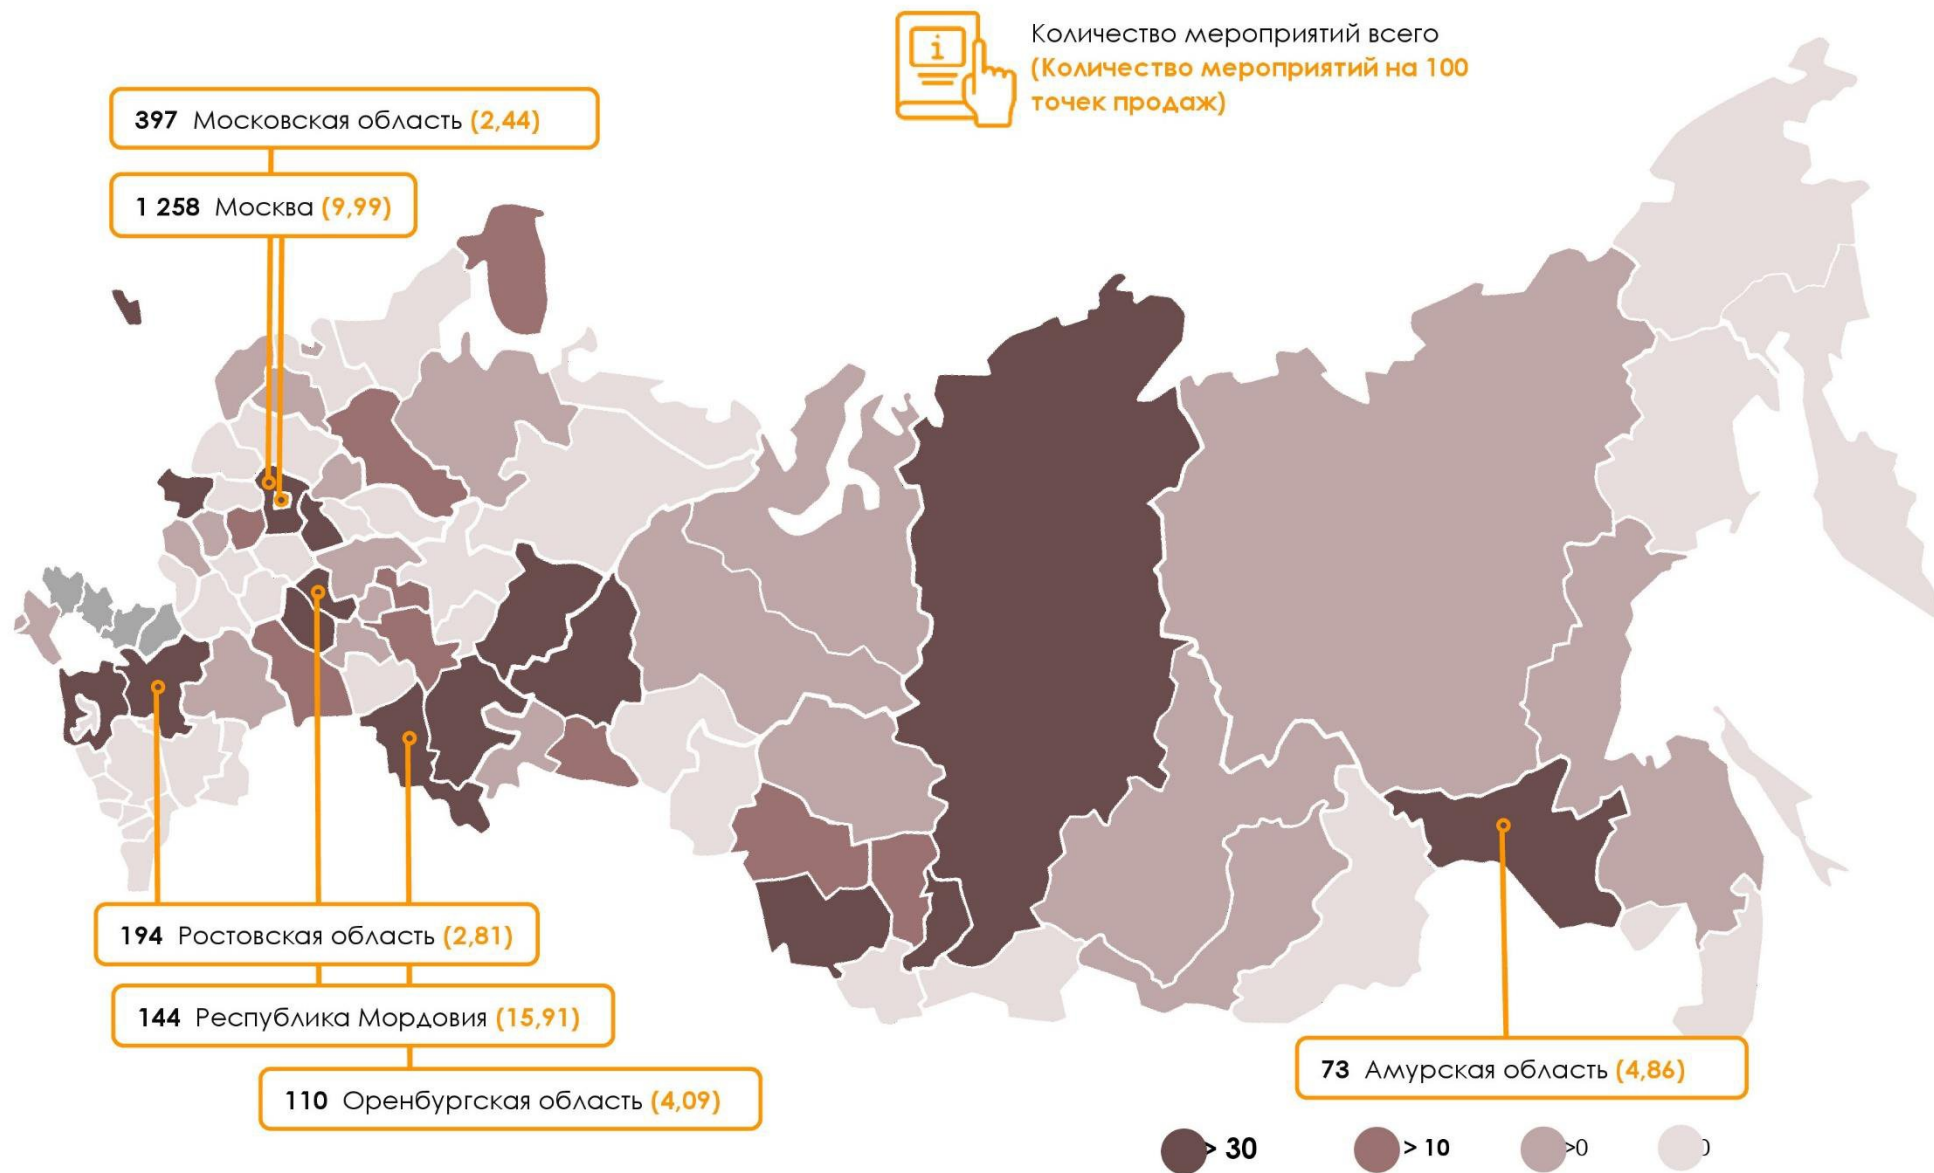 Количество мероприятий всего
(Количество мероприятий на 100
точек продаж)
397 Московская область (2,44)
1 258 Москва (9,99)
194 Ростовская область (2,81)
144 Республика Мордовия (15,91)
110 Оренбургская область (4,09)
73 Амурская область (4,86)
> 30
> 10
>0
0